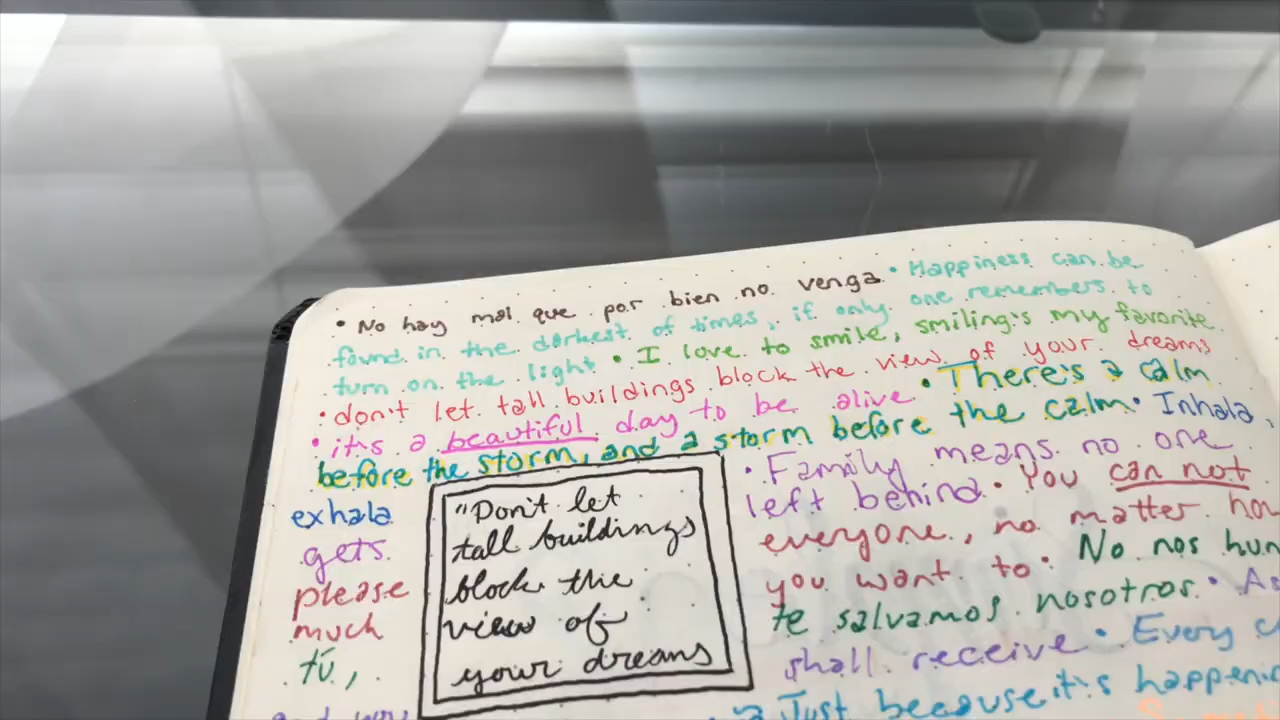 • No hay mal que por bien no venga • Happiness can be
found in the darkest of times, if only one remembers to
turn on the light • I love to smile, smiling's my favorite
• don't let tall buildings block the view of your dreams
• it's a beautiful day to be alive • There's a calm
before the storm, and a storm before the calm • Inhala,
exhala • Family means no one
gets left behind • You can not
please everyone, no matter how
much you want to • No nos hun
tú, te salvamos nosotros • As
shall receive • Every
Just because it's happening
"Don't let
tall buildings
block the
view of
your dreams